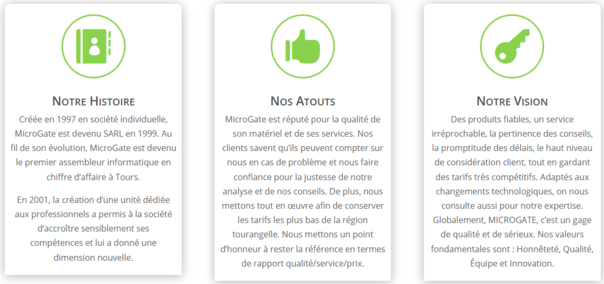 Notre Histoire
Créée en 1997 en société individuelle,
MicroGate est devenu SARL en 1999. Au
fil de son évolution, MicroGate est devenu
le premier assembleur informatique en
chiffre d'affaire à Tours.
En 2001, la création d'une unité dédiée
aux professionnels a permis à la société
d'accroître sensiblement ses
compétences et lui a donné une
dimension nouvelle.
Nos Atouts
MicroGate est réputé pour la qualité de
son matériel et de ses services. Nos
clients savent qu'ils peuvent compter sur
nous en cas de problème et nous faire
confiance pour la justesse de notre
analyse et de nos conseils. De plus, nous
mettons tout en œuvre afin de conserver
les tarifs les plus bas de la région
tourangelle. Nous mettons un point
d'honneur à rester la référence en termes
de rapport qualité/service/prix.
Notre Vision
Des produits fiables, un service
irréprochable, la pertinence des conseils,
la promptitude des délais, le haut niveau
de considération client, tout en gardant
des tarifs très compétitifs. Adaptés aux
changements technologiques, on nous
consulte aussi pour notre expertise.
Globalement, MICROGATE, c'est un gage
de qualité et de sérieux. Nos valeurs
fondamentales sont : Honnêteté, Qualité,
Équipe et Innovation.